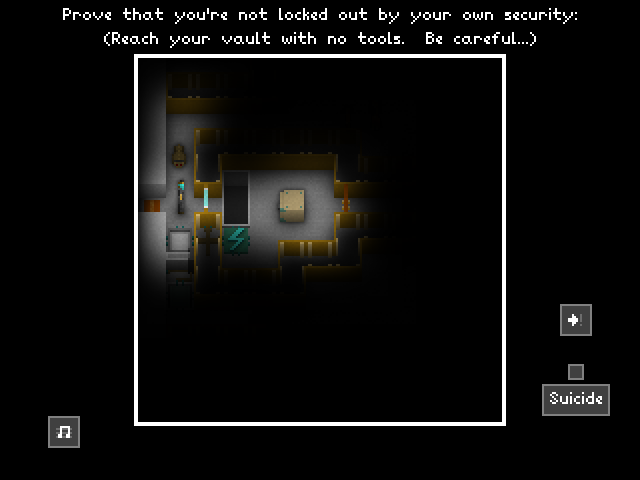 Prove that you're not locked out by your own security:
(Reach your vault with no tools.  Be careful...)
Suicide